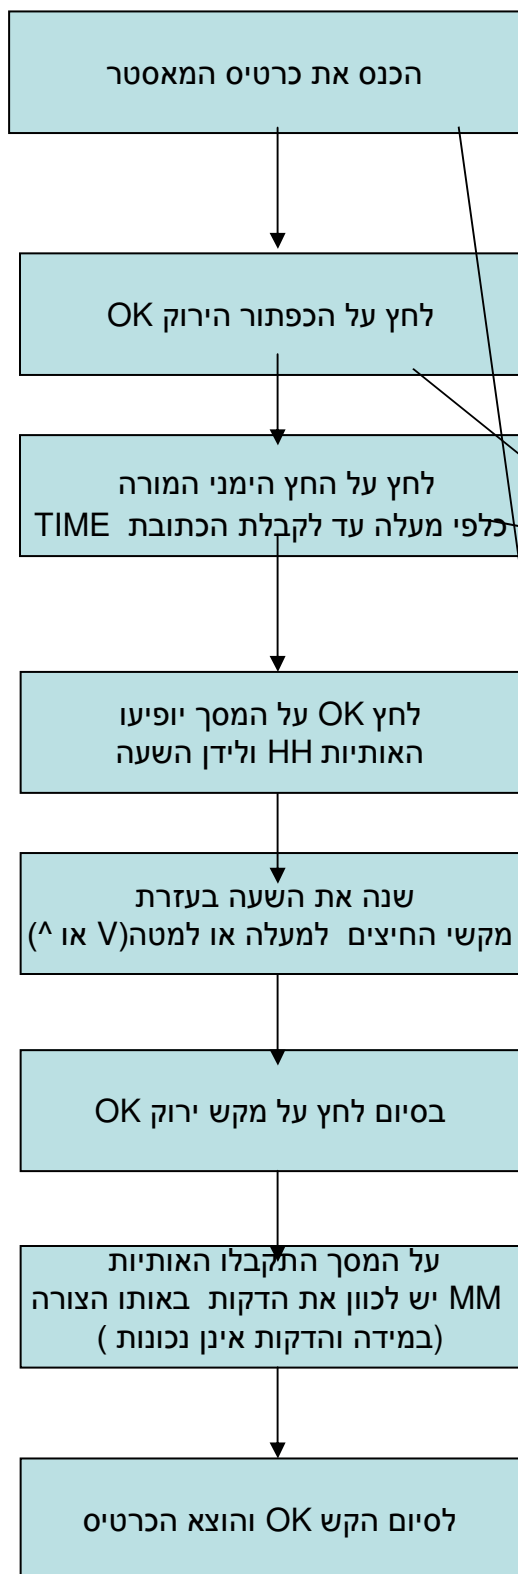 הכנס את כרטיס המאסטר
לחץ על הכפתור הירוק OK
לחץ על החץ הימני המורה
כלפי מעלה עד לקבלת הכתובת TIME
לחץ OK על המסך יופיעו
האותיות HH ולידן השעה
שנה את השעה בעזרת
מקשי החיצים למעלה או למטה(V או ^)
בסיום לחץ על מקש ירוק OK
על המסך התקבלו האותיות
MM יש לכוון את הדקות באותו הצורה
(במידה והדקות אינן נכונות )
לסיום הקש OK והוצא הכרטיס